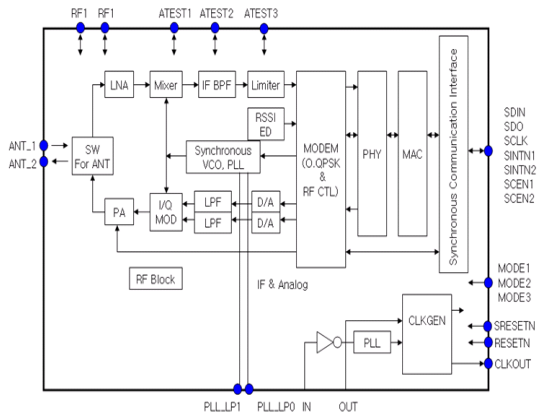 RF1 RF1 ATEST1 ATEST2 ATEST3
LNA
Mixer
IF BPF
Limiter
RSSI
ED
ANT_1
ANT_2
SW
For ANT
Synchronous
VCO, PLL
MODEM
(O.QPSK
&
RF CTL)
PHY
MAC
Synchronous Communication Interface
SDIN
SDO
SCLK
SINTN1
SINTN2
SCEN1
SCEN2
PA
I/Q
MOD
LPF
LPF
D/A
D/A
RF Block
IF & Analog
MODE1
MODE2
MODE3
CLKGEN
PLL
SRESETN
RESETN
CLKOUT
PLL_LP1 PLL_LP0 IN OUT